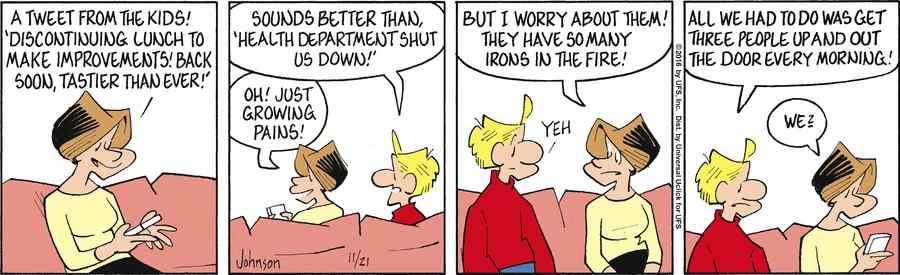 A TWEET FROM THE KIDS!
'DISCONTINUING LUNCH TO
MAKE IMPROVEMENTS! BACK
SOON, TASTIER THAN EVER!'
SOUNDS BETTER THAN,
'HEALTH DEPARTMENT SHUT
US DOWN!'
OH! JUST
GROWING
PAINS!
Johnson
11/21
BUT I WORRY ABOUT THEM!
THEY HAVE SO MANY
IRONS IN THE FIRE!
YEH
©2016 by UFS, Inc. Dist. by Universal Uclick for UFS
ALL WE HAD TO DO WAS GET
THREE PEOPLE UP AND OUT
THE DOOR EVERY MORNING!
WE?